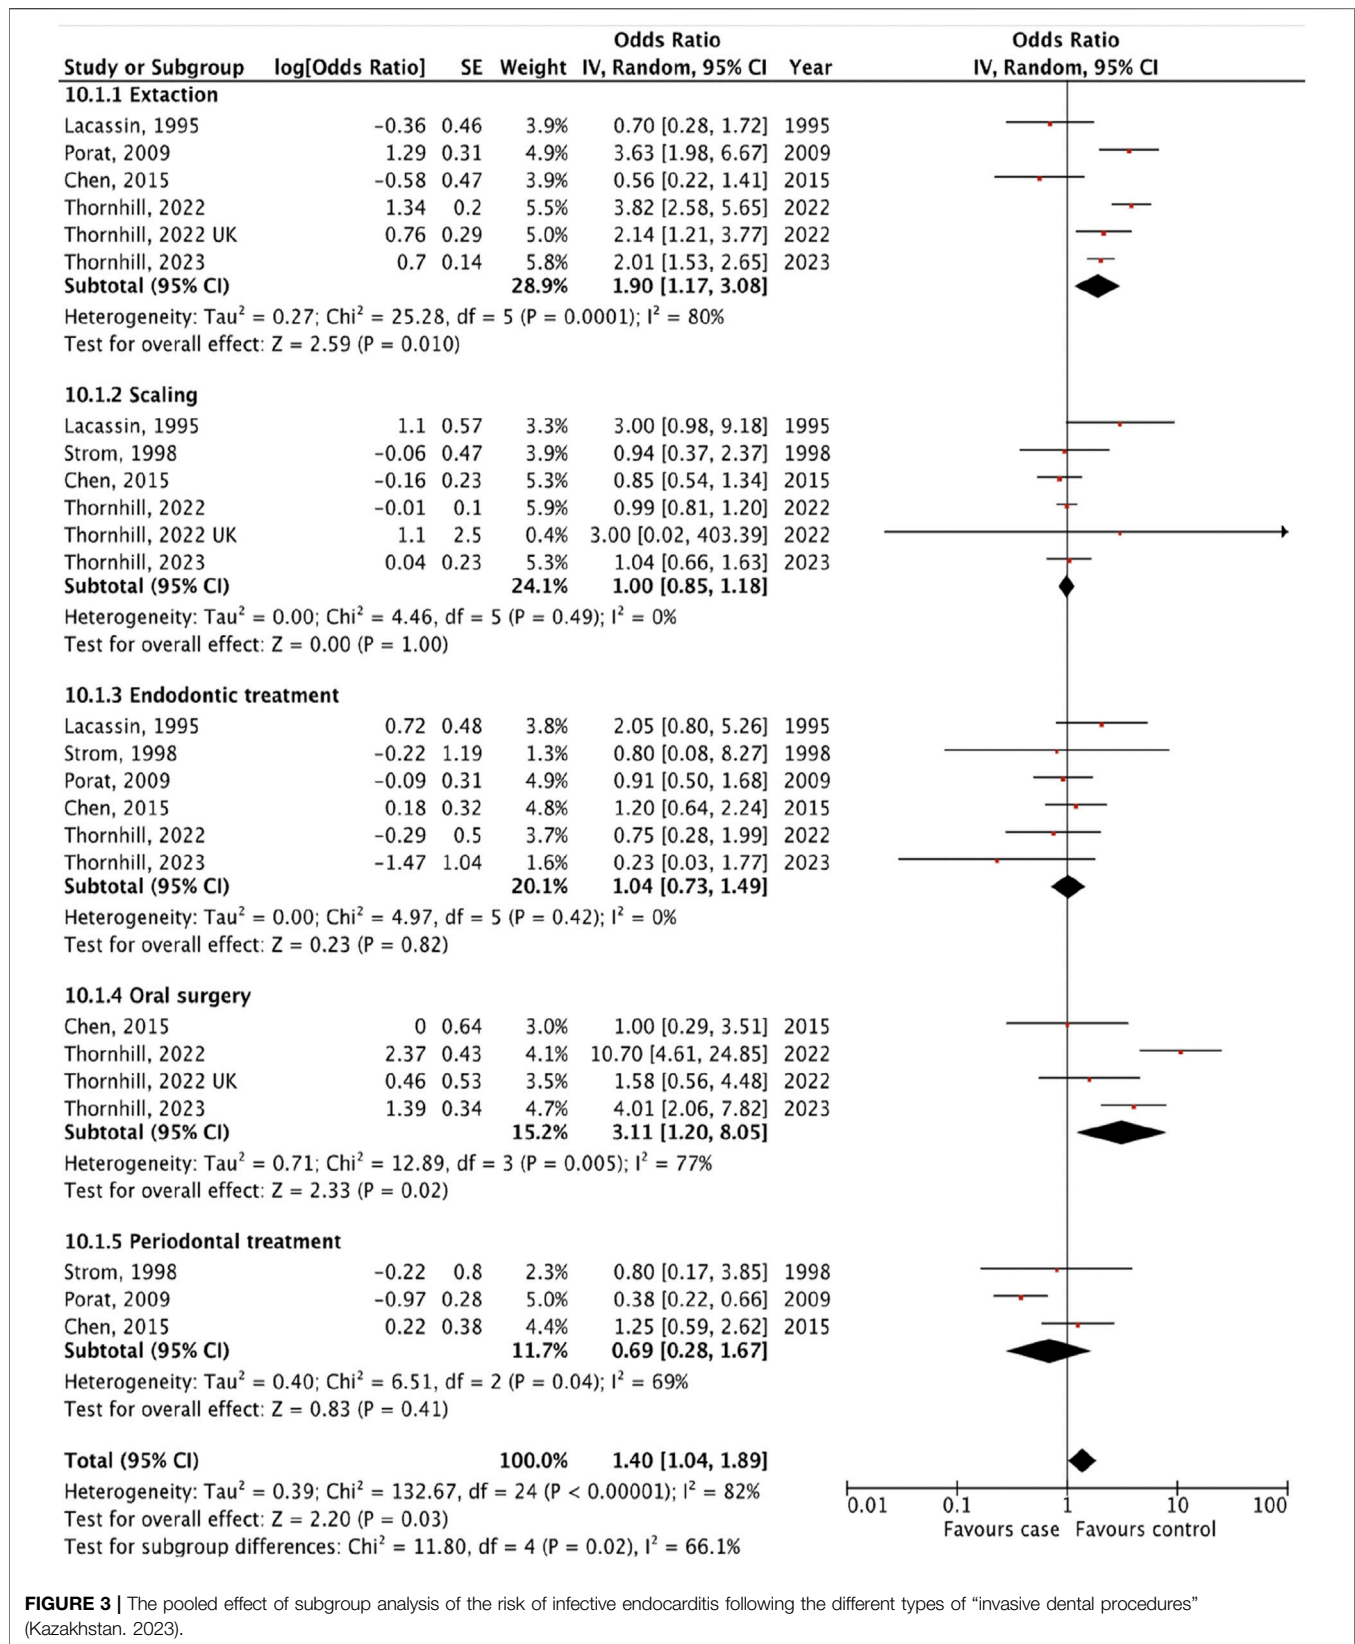 Odds Ratio Odds Ratio
Study or Subgroup log[Odds Ratio] SE Weight IV, Random, 95% CI Year IV, Random, 95% CI
10.1.1 Extaction
Lacassin, 1995 −0.36 0.46 3.9% 0.70 [0.28, 1.72] 1995
Porat, 2009 1.29 0.31 4.9% 3.63 [1.98, 6.67] 2009
Chen, 2015 −0.58 0.47 3.9% 0.56 [0.22, 1.41] 2015
Thornhill, 2022 1.34 0.2 5.5% 3.82 [2.58, 5.65] 2022
Thornhill, 2022 UK 0.76 0.29 5.0% 2.14 [1.21, 3.77] 2022
Thornhill, 2023 0.7 0.14 5.8% 2.01 [1.53, 2.65] 2023
Subtotal (95% CI) 28.9% 1.90 [1.17, 3.08]
Heterogeneity: Tau² = 0.27; Chi² = 25.28, df = 5 (P = 0.0001); I² = 80%
Test for overall effect: Z = 2.59 (P = 0.010)
10.1.2 Scaling
Lacassin, 1995 1.1 0.57 3.3% 3.00 [0.98, 9.18] 1995
Strom, 1998 −0.06 0.47 3.9% 0.94 [0.37, 2.37] 1998
Chen, 2015 −0.16 0.23 5.3% 0.85 [0.54, 1.34] 2015
Thornhill, 2022 −0.01 0.1 5.9% 0.99 [0.81, 1.20] 2022
Thornhill, 2022 UK 1.1 2.5 0.4% 3.00 [0.02, 403.39] 2022
Thornhill, 2023 0.04 0.23 5.3% 1.04 [0.66, 1.63] 2023
Subtotal (95% CI) 24.1% 1.00 [0.85, 1.18]
Heterogeneity: Tau² = 0.00; Chi² = 4.46, df = 5 (P = 0.49); I² = 0%
Test for overall effect: Z = 0.00 (P = 1.00)
10.1.3 Endodontic treatment
Lacassin, 1995 0.72 0.48 3.8% 2.05 [0.80, 5.26] 1995
Strom, 1998 −0.22 1.19 1.3% 0.80 [0.08, 8.27] 1998
Porat, 2009 −0.09 0.31 4.9% 0.91 [0.50, 1.68] 2009
Chen, 2015 0.18 0.32 4.8% 1.20 [0.64, 2.24] 2015
Thornhill, 2022 −0.29 0.5 3.7% 0.75 [0.28, 1.99] 2022
Thornhill, 2023 −1.47 1.04 1.6% 0.23 [0.03, 1.77] 2023
Subtotal (95% CI) 20.1% 1.04 [0.73, 1.49]
Heterogeneity: Tau² = 0.00; Chi² = 4.97, df = 5 (P = 0.42); I² = 0%
Test for overall effect: Z = 0.23 (P = 0.82)
10.1.4 Oral surgery
Chen, 2015 0 0.64 3.0% 1.00 [0.29, 3.51] 2015
Thornhill, 2022 2.37 0.43 4.1% 10.70 [4.61, 24.85] 2022
Thornhill, 2022 UK 0.46 0.53 3.5% 1.58 [0.56, 4.48] 2022
Thornhill, 2023 1.39 0.34 4.7% 4.01 [2.06, 7.82] 2023
Subtotal (95% CI) 15.2% 3.11 [1.20, 8.05]
Heterogeneity: Tau² = 0.71; Chi² = 12.89, df = 3 (P = 0.005); I² = 77%
Test for overall effect: Z = 2.33 (P = 0.02)
10.1.5 Periodontal treatment
Strom, 1998 −0.22 0.8 2.3% 0.80 [0.17, 3.85] 1998
Porat, 2009 −0.97 0.28 5.0% 0.38 [0.22, 0.66] 2009
Chen, 2015 0.22 0.38 4.4% 1.25 [0.59, 2.62] 2015
Subtotal (95% CI) 11.7% 0.69 [0.28, 1.67]
Heterogeneity: Tau² = 0.40; Chi² = 6.51, df = 2 (P = 0.04); I² = 69%
Test for overall effect: Z = 0.83 (P = 0.41)
Total (95% CI) 100.0% 1.40 [1.04, 1.89]
Heterogeneity: Tau² = 0.39; Chi² = 132.67, df = 24 (P < 0.00001); I² = 82%
Test for overall effect: Z = 2.20 (P = 0.03)
Test for subgroup differences: Chi² = 11.80, df = 4 (P = 0.02), I² = 66.1%
0.01 0.1 1 10 100
Favours case Favours control
FIGURE 3 | The pooled effect of subgroup analysis of the risk of infective endocarditis following the different types of “invasive dental procedures”
(Kazakhstan. 2023).